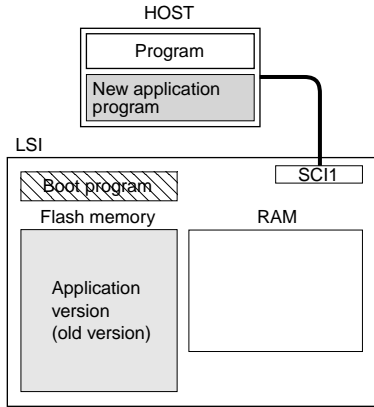 HOST
Program
New application
program
LSI
SCI1
Boot program
Flash memory
RAM
Application
version
(old version)